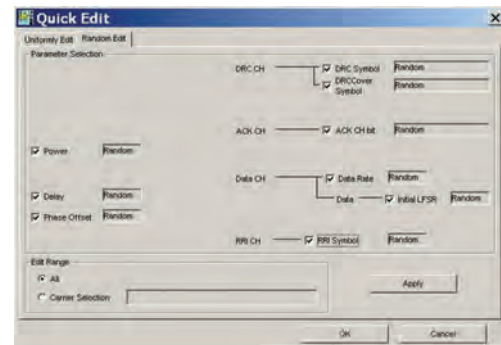 Quick Edit
Uniformly Edit Random Edit
Parameter Selection
DRC CH DRC Symbol Random
DRCCover Symbol Random
ACK CH ACK CH bit Random
Power Random
Data CH Data Rate Random
Delay Random Data Initial LFSR Random
Phase Offset Random
RRI CH RRI Symbol Random
Edit Range
All
Carrier Selection
Apply
OK Cancel